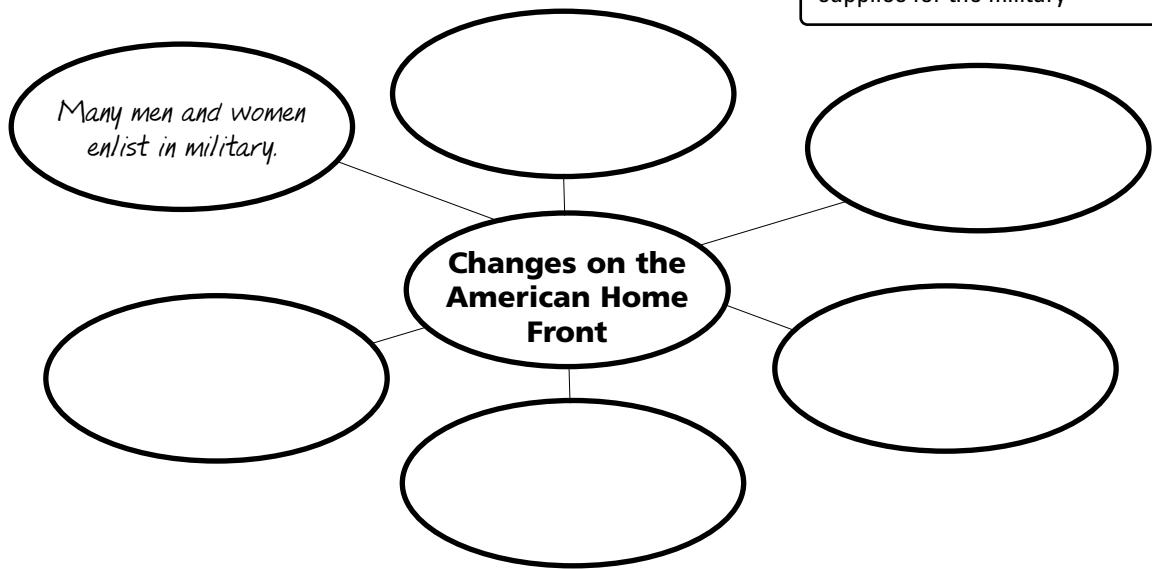 supplies for the military
Many men and women
enlist in military.
Changes on the
American Home
Front